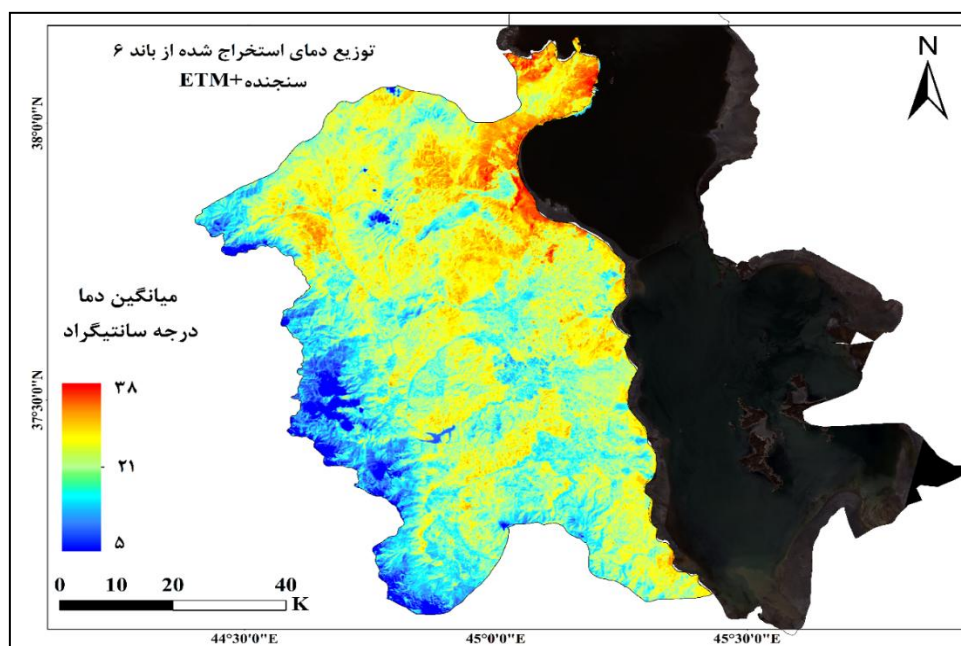 توزیع دمای استخراج شده از باند ۶
سنجنده ETM+
N
38°0'0"N
37°30'0"N
میانگین دما
درجه سانتیگراد
۳۸
۲۱
۵
0 10 20 40
K
44°30'0"E 45°0'0"E 45°30'0"E